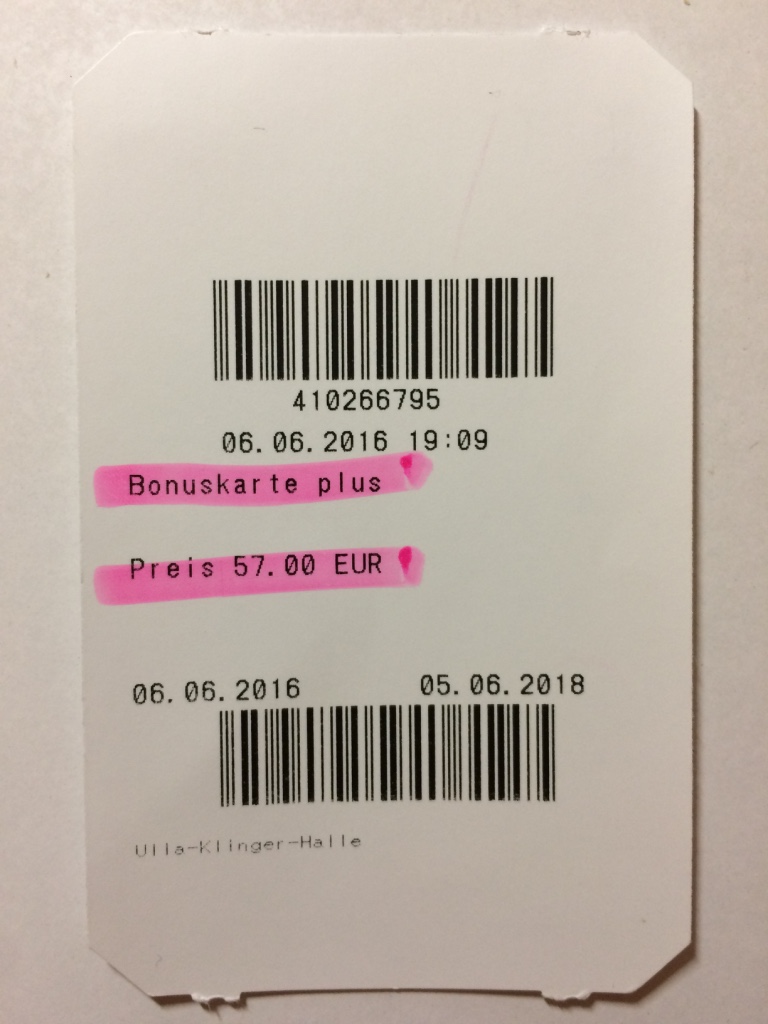 410266795
06.06.2016 19:09
Bonuskarte plus
Preis 57.00 EUR
06.06.2016 05.06.2018
Ulla-Klinger-Halle